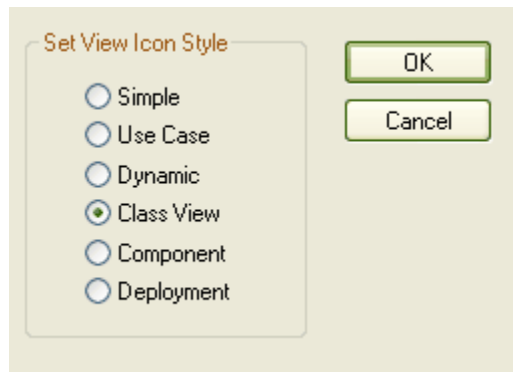 Set View Icon Style
Simple
Use Case
Dynamic
Class View
Component
Deployment
OK
Cancel